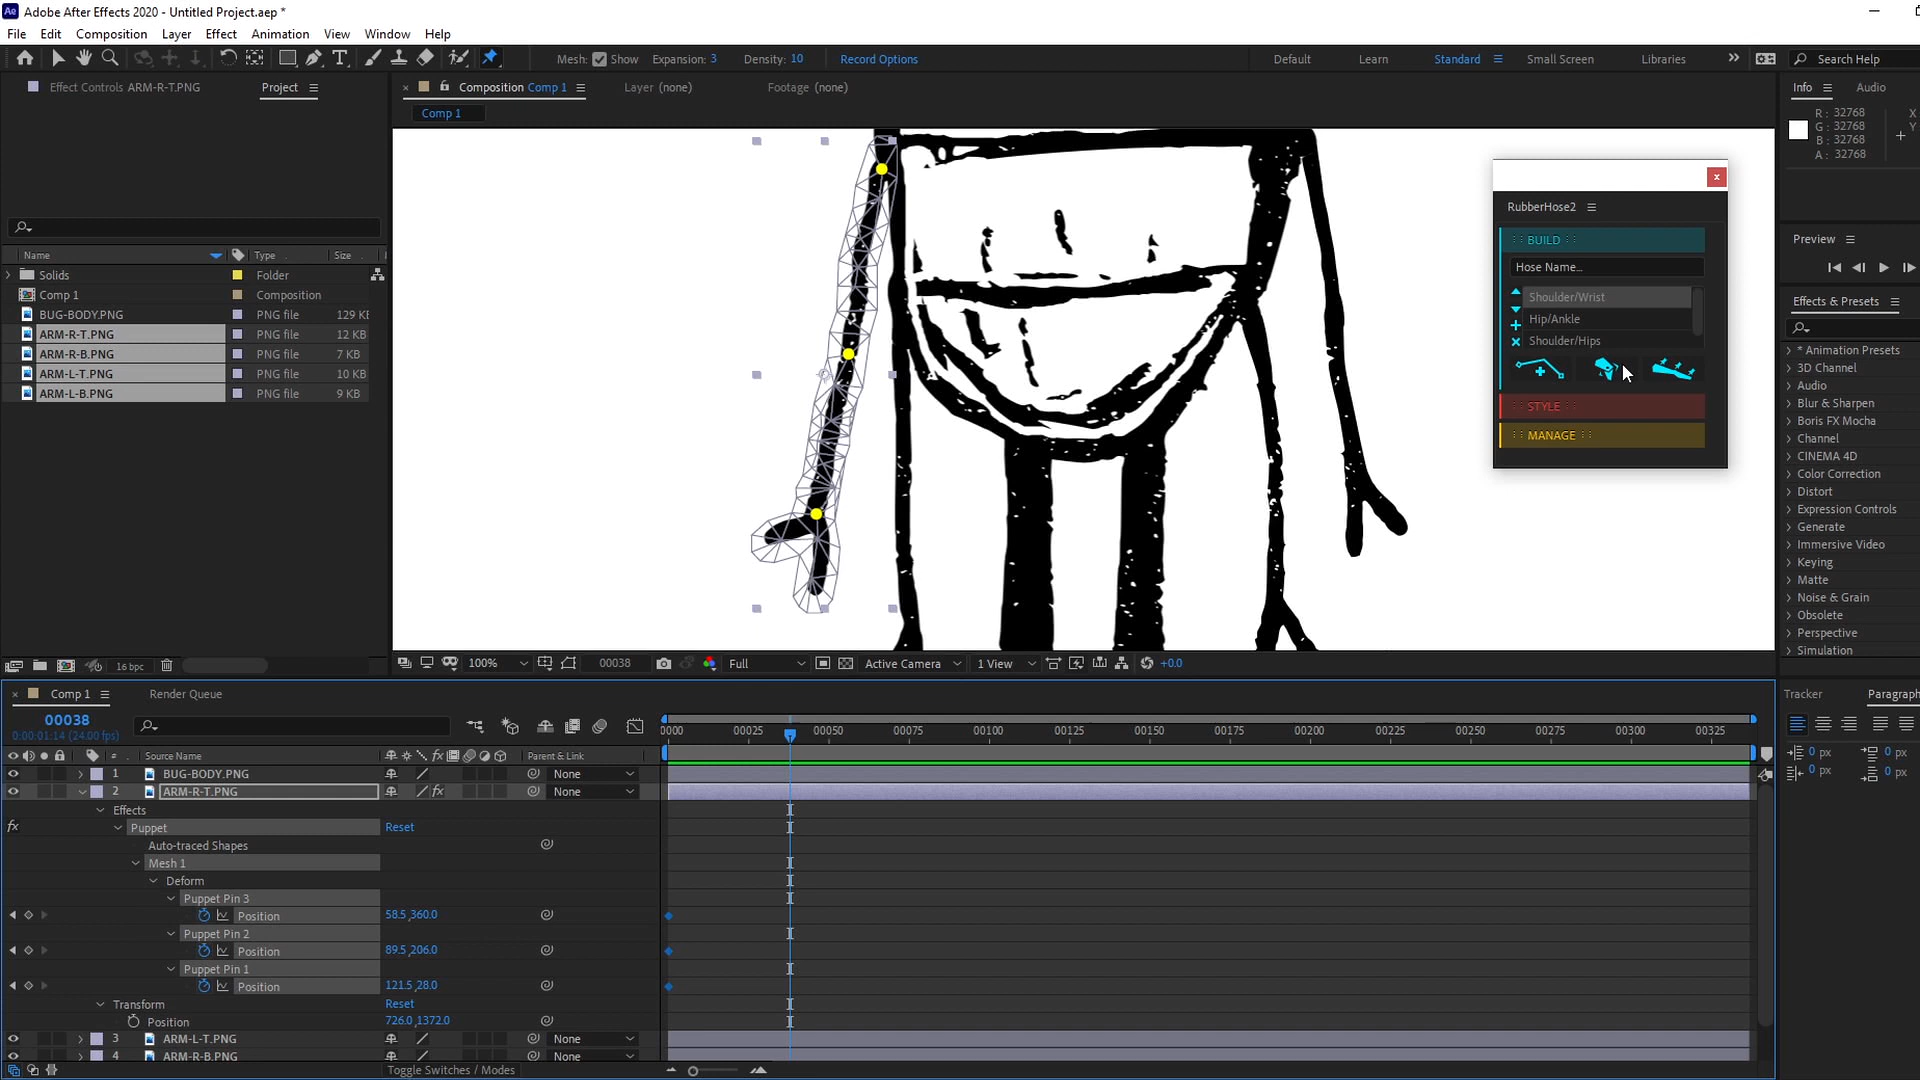 Adobe After Effects 2020 - Untitled Project.aep *
File Edit Composition Layer Effect Animation View Window Help
Mesh: Show Expansion: 3 Density: 10 Record Options Default Learn Standard Small Screen Libraries Search Help
Effect Controls ARM-R-T.PNG Project Composition Comp 1 Layer (none) Footage (none) Info Audio
Comp 1
R: 32768
G: 32768
B: 32768
A: 32768
X
Y
Name Type Size
Solids Folder
Comp 1 Composition
BUG-BODY.PNG PNG file 129 KB
ARM-R-T.PNG PNG file 12 KB
ARM-R-B.PNG PNG file 7 KB
ARM-L-T.PNG PNG file 10 KB
ARM-L-B.PNG PNG file 9 KB
RubberHose2
BUILD
Hose Name...
Shoulder/Wrist
Hip/Ankle
Shoulder/Hips
STYLE
MANAGE
Preview
Effects & Presets
* Animation Presets
3D Channel
Audio
Blur & Sharpen
Boris FX Mocha
Channel
CINEMA 4D
Color Correction
Distort
Expression Controls
Generate
Immersive Video
Keying
Matte
Noise & Grain
Obsolete
Perspective
Simulation
16 bpc 100% 00038 Full Active Camera 1 View +0.0
Comp 1 Render Queue Tracker Paragraph
00038
0:00:01:14 (24.00 fps)
0000 00025 00050 00075 00100 00125 00150 00175 00200 00225 00250 00275 00300 00325
# Source Name fx Parent & Link
0 px 0 px
0 px 0 px
1 BUG-BODY.PNG None
2 ARM-R-T.PNG fx None
Effects
fx Puppet Reset
Auto-traced Shapes
Mesh 1
Deform
Puppet Pin 3
Position 58.5,360.0
Puppet Pin 2
Position 89.5,206.0
Puppet Pin 1
Position 121.5,28.0
Transform Reset
Position 726.0,1372.0
3 ARM-L-T.PNG None
4 ARM-R-B.PNG None
Toggle Switches / Modes